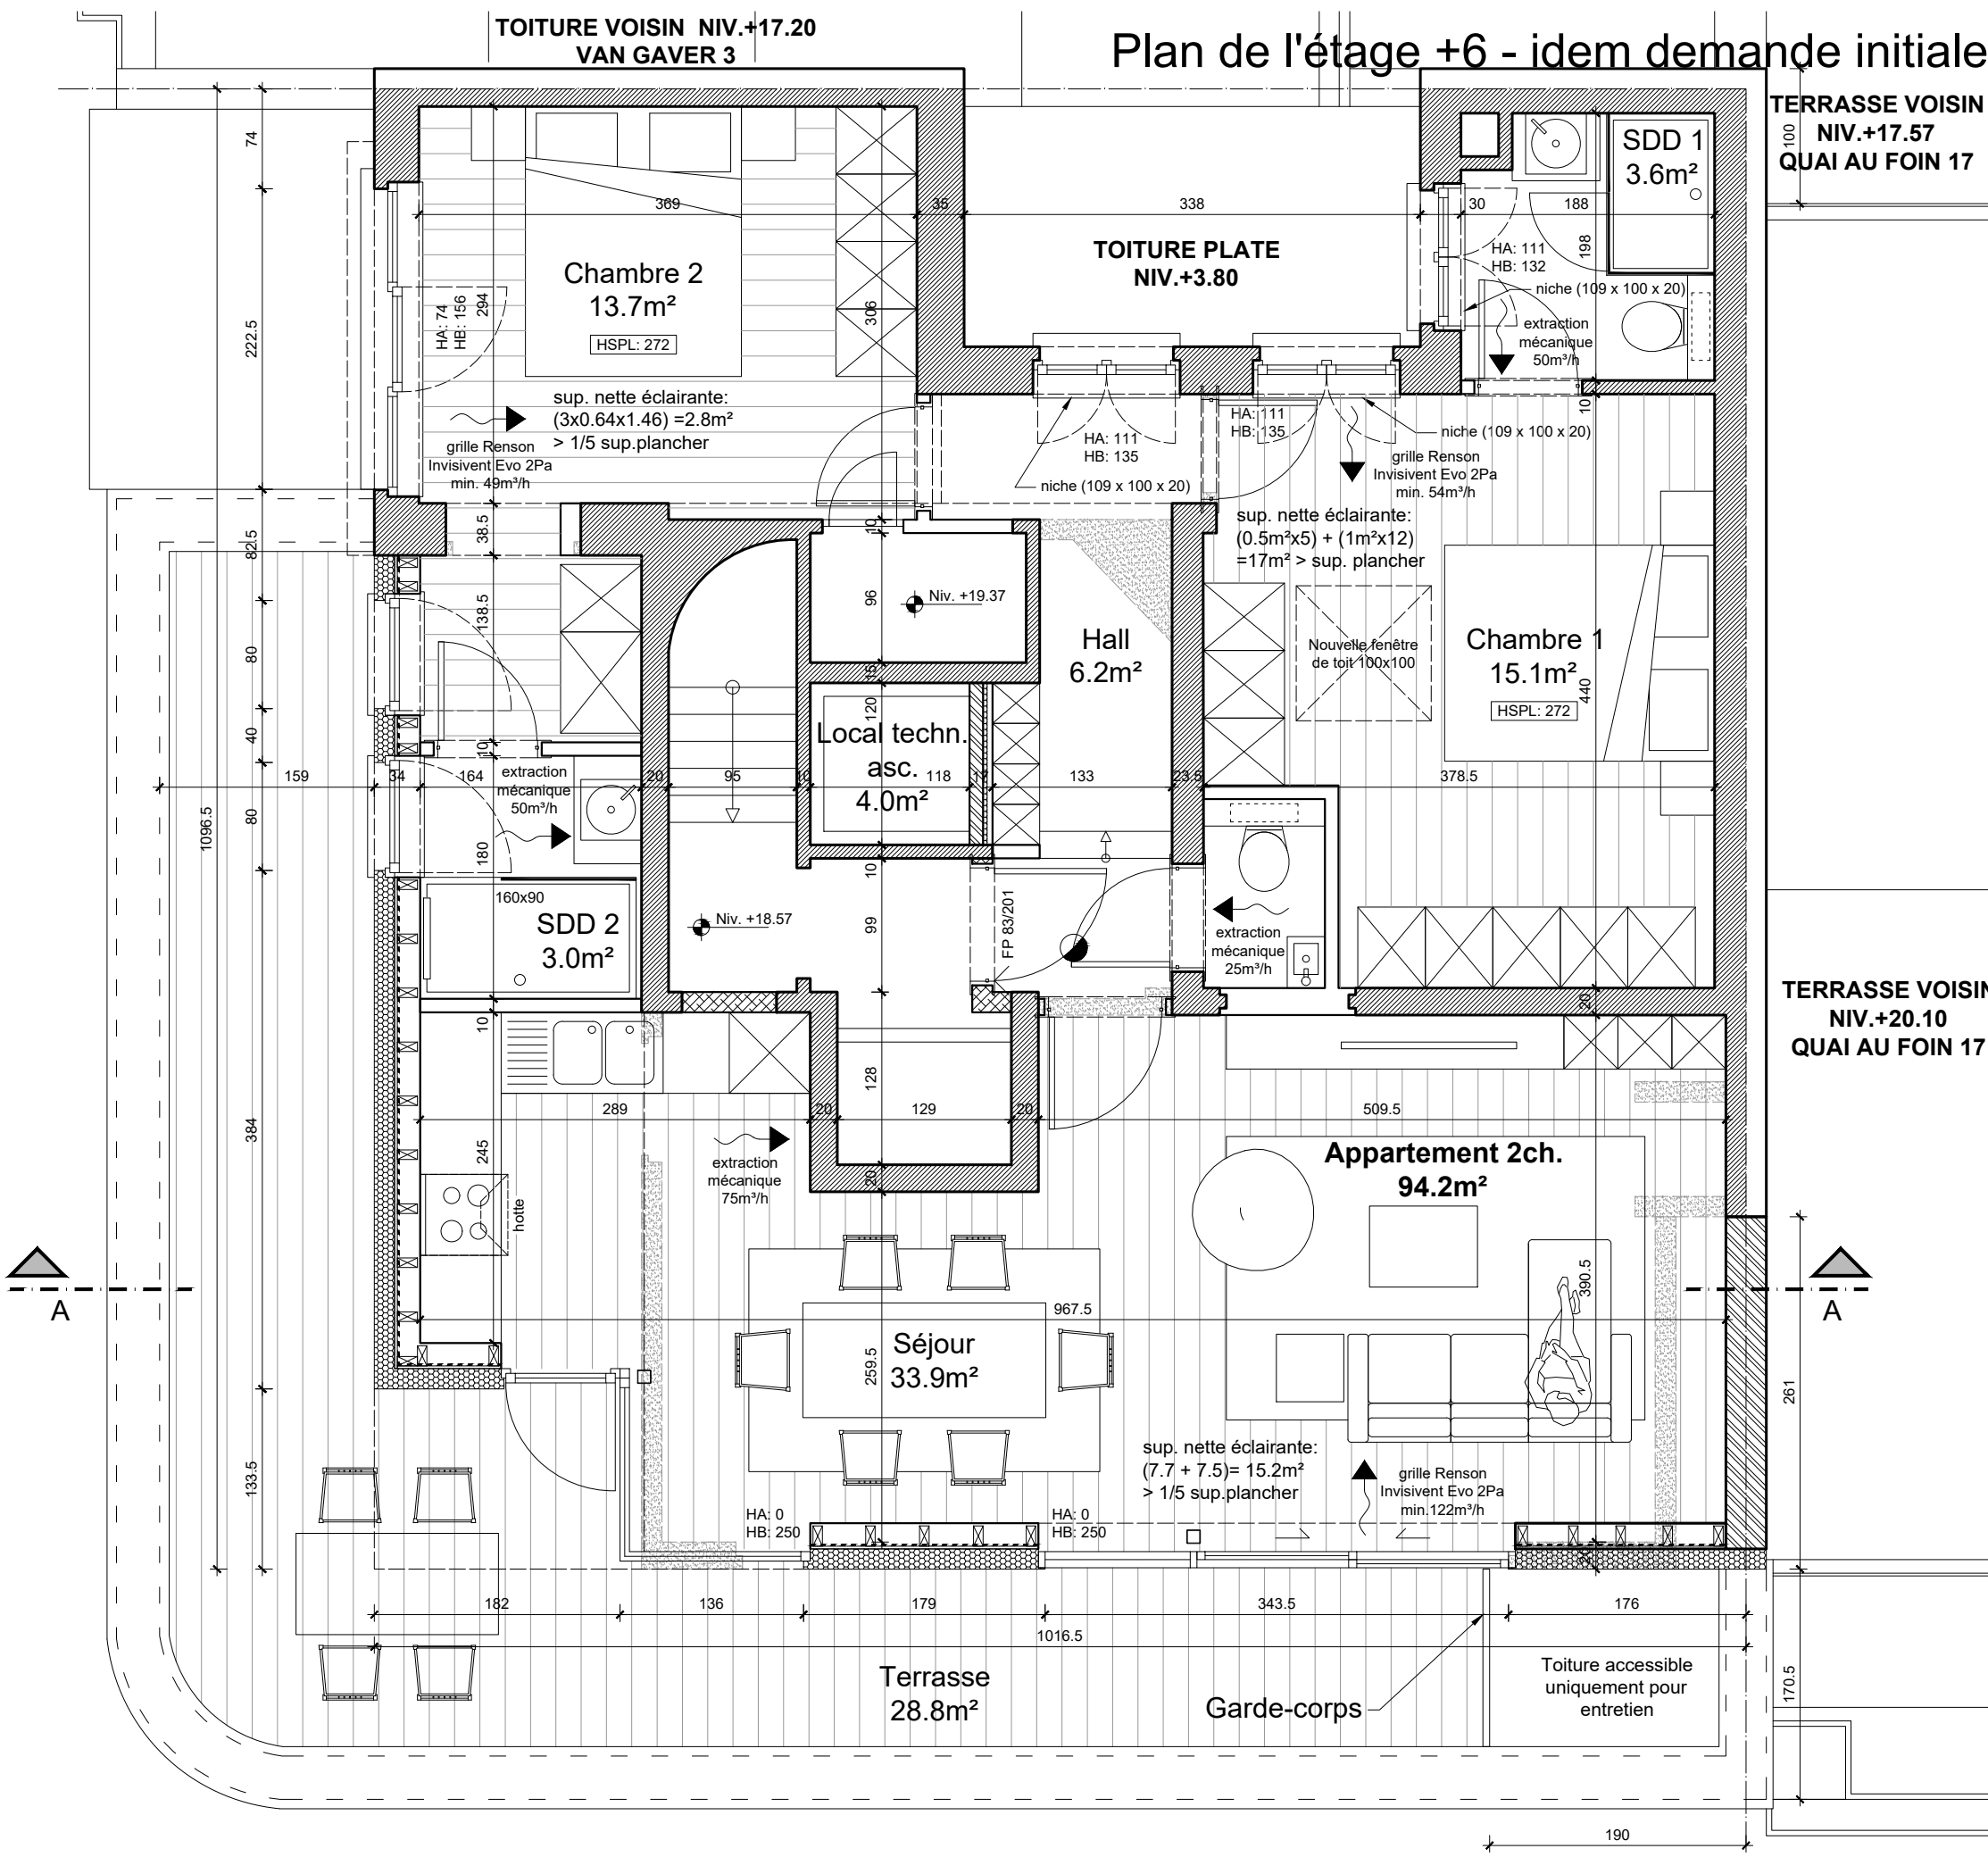 Plan de l'étage +6 - idem demande initiale
TOITURE VOISIN NIV.+17.20
VAN GAVER 3
TERRASSE VOISIN
NIV.+17.57
QUAI AU FOIN 17
100
74
222.5
82.5
80
40
80
384
133.5
1096.5
369
35
338
30
188
198
SDD 1
3.6m²
HA: 111
HB: 132
niche (109 x 100 x 20)
extraction
mécanique
50m³/h
TOITURE PLATE
NIV.+3.80
Chambre 2
13.7m²
HSPL: 272
HA: 74
HB: 156
294
306
sup. nette éclairante:
(3x0.64x1.46) =2.8m²
> 1/5 sup.plancher
grille Renson
Invisivent Evo 2Pa
min. 49m³/h
HA: 111
HB: 135
niche (109 x 100 x 20)
HA: 111
HB: 135
niche (109 x 100 x 20)
grille Renson
Invisivent Evo 2Pa
min. 54m³/h
10
sup. nette éclairante:
(0.5m²x5) + (1m²x12)
=17m² > sup. plancher
38.5
138.5
10
10
96
15
120
Niv. +19.37
Hall
6.2m²
Nouvelle fenêtre
de toit 100x100
Chambre 1
15.1m²
HSPL: 272
440
Local techn.
asc.
4.0m²
159
34
164
20
95
10
118
17
133
23.5
378.5
extraction
mécanique
50m³/h
180
160x90
SDD 2
3.0m²
Niv. +18.57
10
99
FP 83/201
extraction
mécanique
25m³/h
20
TERRASSE VOISIN
NIV.+20.10
QUAI AU FOIN 17
10
245
128
289
20
129
20
509.5
20
extraction
mécanique
75m³/h
hotte
Appartement 2ch.
94.2m²
A
A
967.5
390.5
Séjour
33.9m²
259.5
261
sup. nette éclairante:
(7.7 + 7.5)= 15.2m²
> 1/5 sup.plancher
grille Renson
Invisivent Evo 2Pa
min.122m³/h
HA: 0
HB: 250
HA: 0
HB: 250
20
182
136
179
343.5
176
1016.5
Terrasse
28.8m²
Garde-corps
Toiture accessible
uniquement pour
entretien
170.5
190